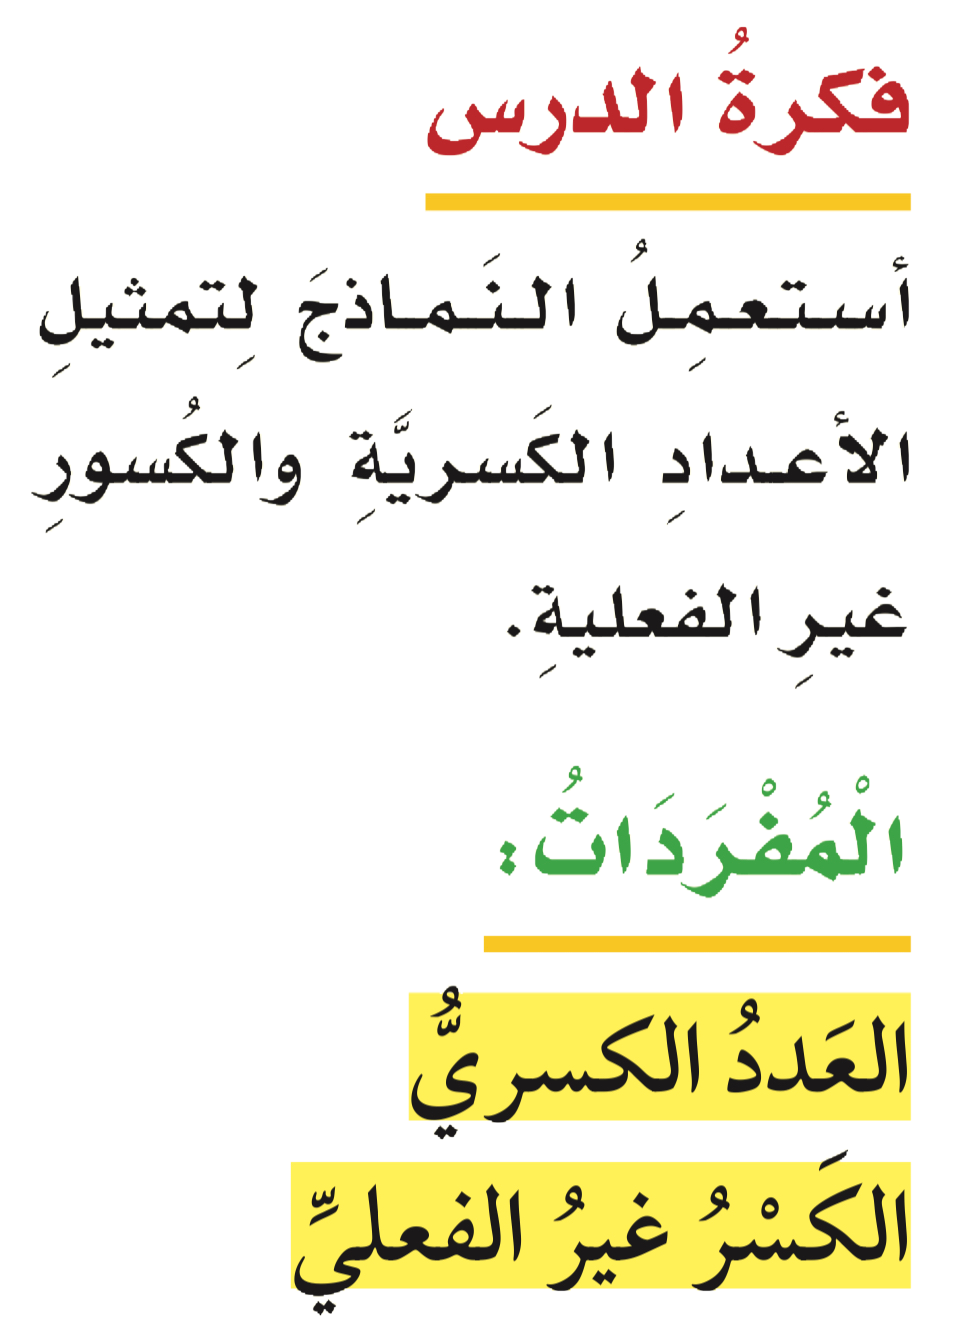 فكرةُ الدرس
أستعمِلُ النَماذجَ لِتمثيلِ
الأعدادِ الكَسريَّةِ والكُسورِ
غيرِ الفعليةِ.
الْمُفْرَدَاتُ:
العَددُ الكسريُّ
الكَسْرُ غيرُ الفعليِّ